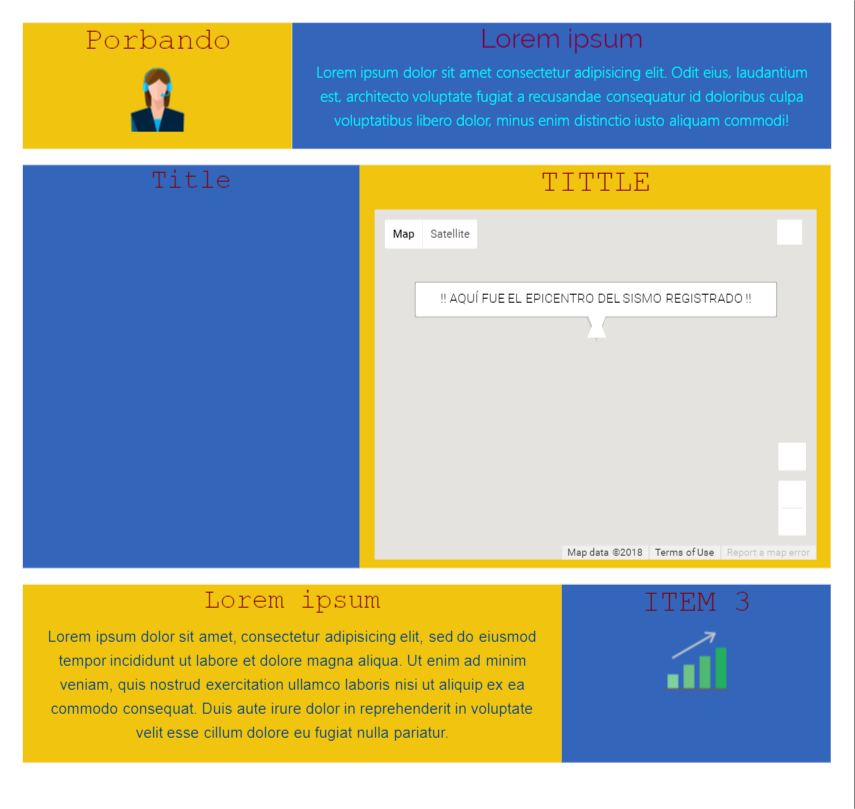 Porbando
Lorem ipsum
Lorem ipsum dolor sit amet consectetur adipisicing elit. Odit eius, laudantium
est, architecto voluptate fugiat a recusandae consequatur id doloribus culpa
voluptatibus libero dolor, minus enim distinctio iusto aliquam commodi!
Title
TITTLE
Map Satellite
!! AQUÍ FUE EL EPICENTRO DEL SISMO REGISTRADO !!
Map data ©2018 Terms of Use Report a map error
Lorem ipsum
Lorem ipsum dolor sit amet, consectetur adipisicing elit, sed do eiusmod
tempor incididunt ut labore et dolore magna aliqua. Ut enim ad minim
veniam, quis nostrud exercitation ullamco laboris nisi ut aliquip ex ea
commodo consequat. Duis aute irure dolor in reprehenderit in voluptate
velit esse cillum dolore eu fugiat nulla pariatur.
ITEM 3